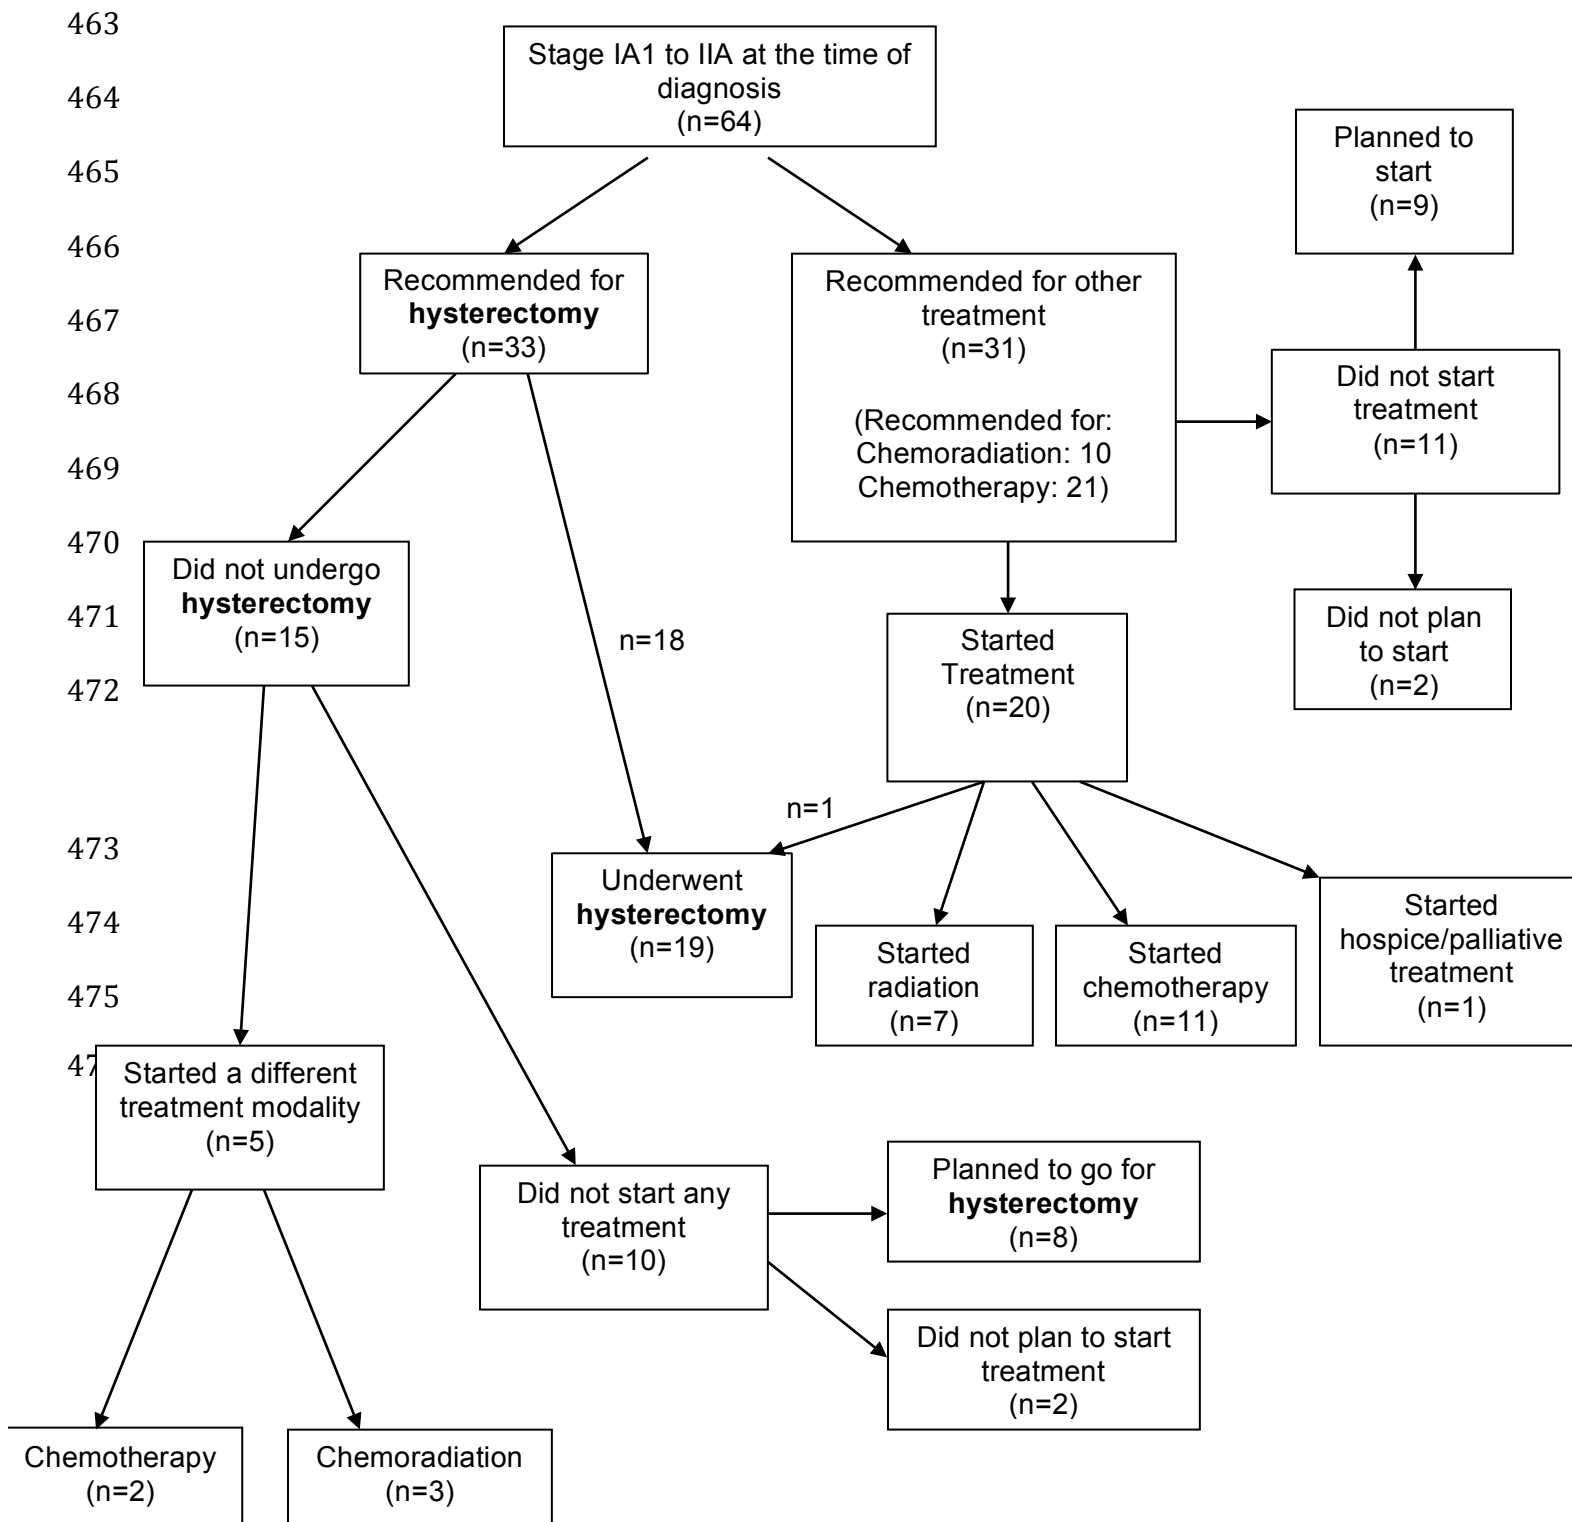 463
Stage IA1 to IIA at the time of
diagnosis
(n=64)
464
Planned to
start
(n=9)
465
466
Recommended for
hysterectomy
(n=33)
Recommended for other
treatment
(n=31)
(Recommended for:
Chemoradiation: 10
Chemotherapy: 21)
467
Did not start
treatment
(n=11)
468
469
470
Did not undergo
hysterectomy
(n=15)
471
n=18
Started
Treatment
(n=20)
Did not plan
to start
(n=2)
472
n=1
473
Underwent
hysterectomy
(n=19)
474
Started
radiation
(n=7)
Started
chemotherapy
(n=11)
Started
hospice/palliative
treatment
(n=1)
475
47
Started a different
treatment modality
(n=5)
Did not start any
treatment
(n=10)
Planned to go for
hysterectomy
(n=8)
Did not plan to start
treatment
(n=2)
Chemotherapy
(n=2)
Chemoradiation
(n=3)